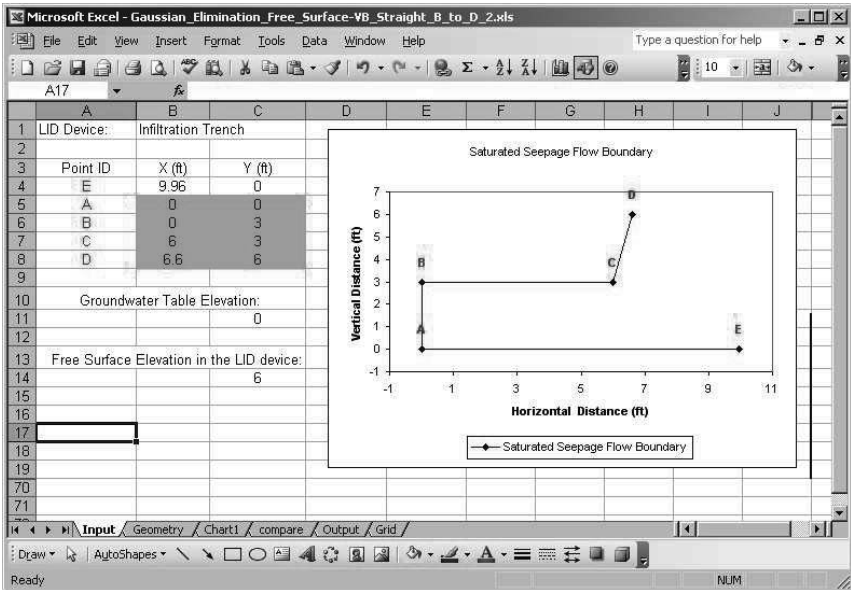 Microsoft Excel - Gaussian_Elimination_Free_Surface-VB_Straight_B_to_D_2.xls
File Edit View Insert Format Tools Data Window Help Type a question for help
10
A17 fx
A B C D E F G H I J
1 LID Device: Infiltration Trench
2
3 Point ID X (ft) Y (ft)
4 E 9.96 0
5 A 0 0
6 B 0 3
7 C 6 3
8 D 6.6 6
9
10 Groundwater Table Elevation:
11 0
12
13 Free Surface Elevation in the LID device:
14 6
15
16
17
18
19
70
71
Saturated Seepage Flow Boundary
Vertical Distance (ft)
7
6
5
4
3
2
1
0
-1
D
B C
A E
-1 1 3 5 7 9 11
Horizontal Distance (ft)
Saturated Seepage Flow Boundary
Input Geometry Chart1 compare Output Grid
Draw AutoShapes
Ready NUM